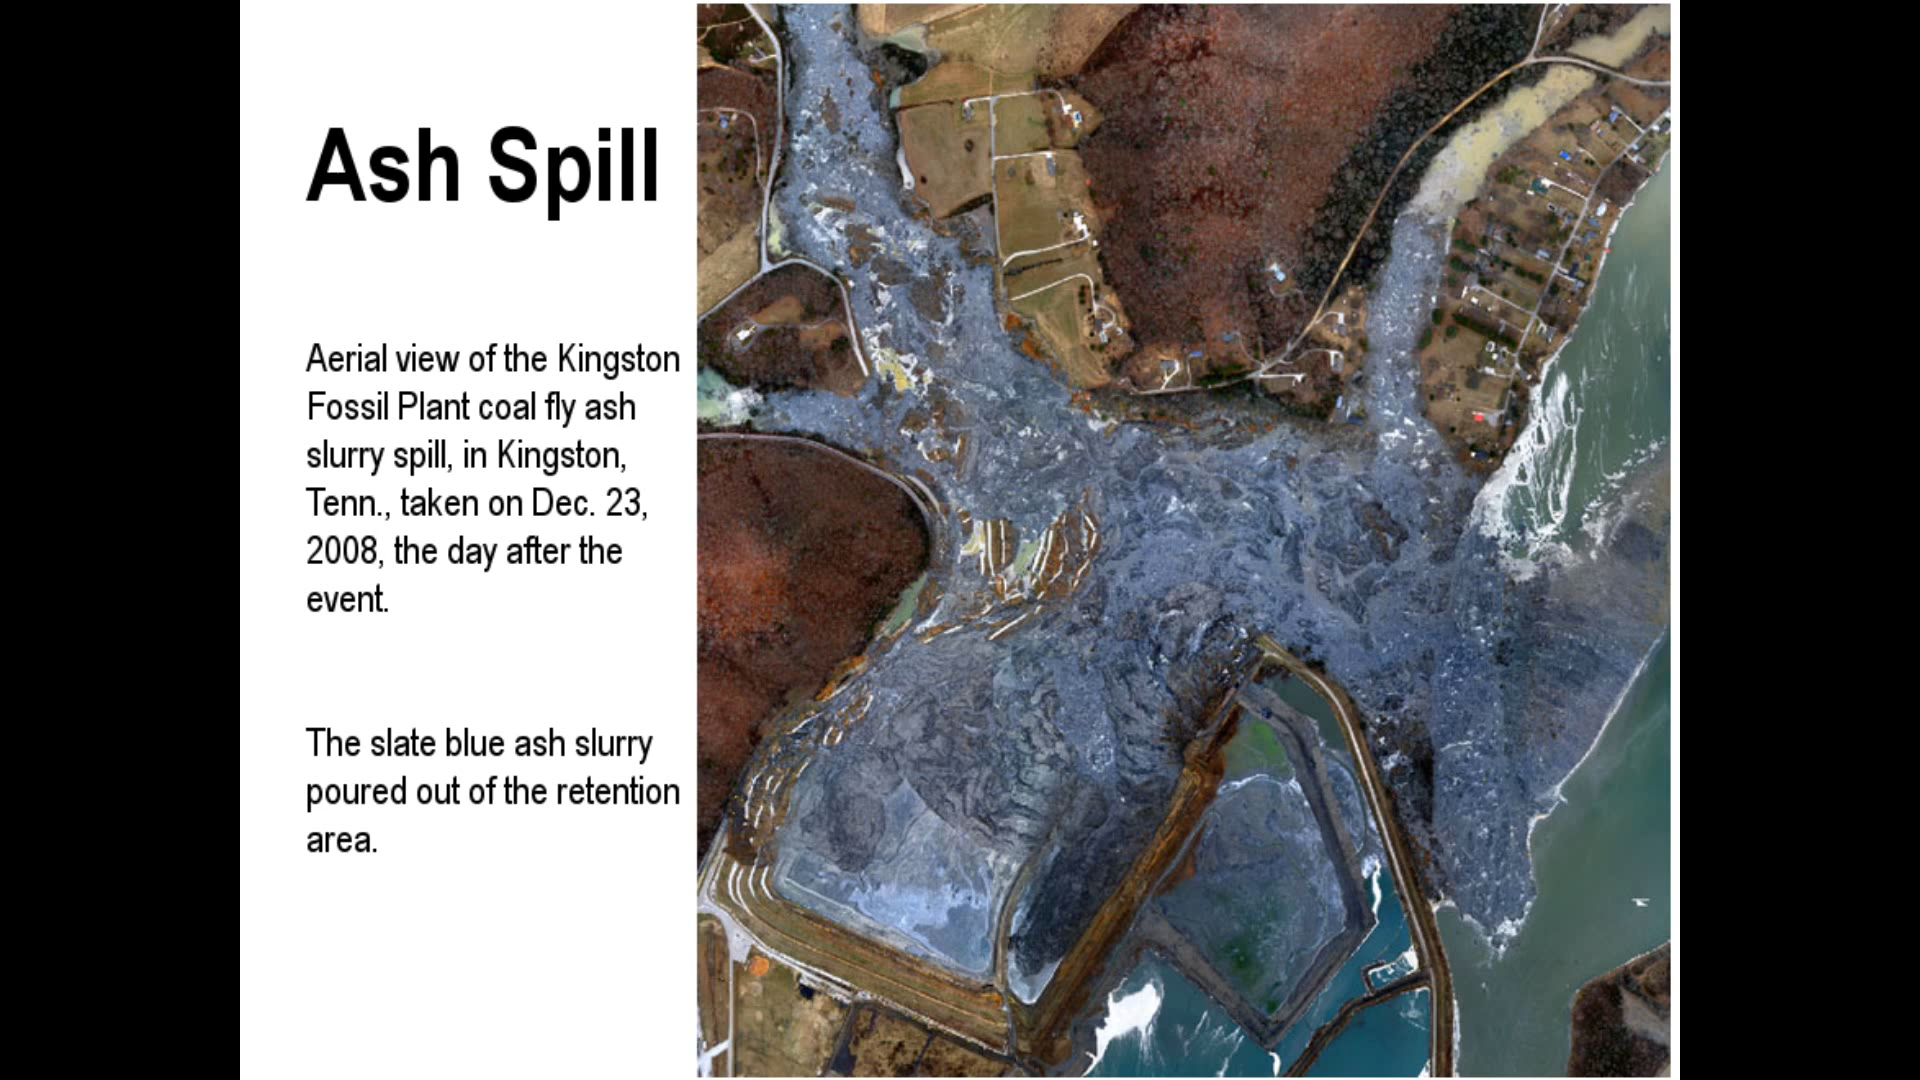 Ash Spill
Aerial view of the Kingston
Fossil Plant coal fly ash
slurry spill, in Kingston,
Tenn., taken on Dec. 23,
2008, the day after the
event.
The slate blue ash slurry
poured out of the retention
area.